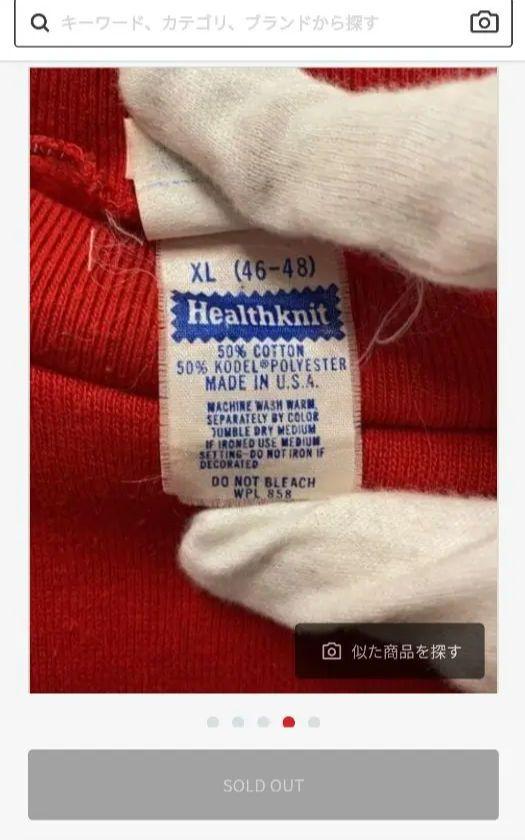 キーワード、カテゴリ、ブランドから探す
XL (46-48)
Healthknit
50% COTTON
50% KODEL®POLYESTER
MADE IN U.S.A.
MACHINE WASH WARM,
SEPARATELY BY COLOR
TUMBLE DRY MEDIUM
IF IRONED USE MEDIUM
SETTING-DO NOT IRON IF
DECORATED
DO NOT BLEACH
WPL 858
似た商品を探す
SOLD OUT